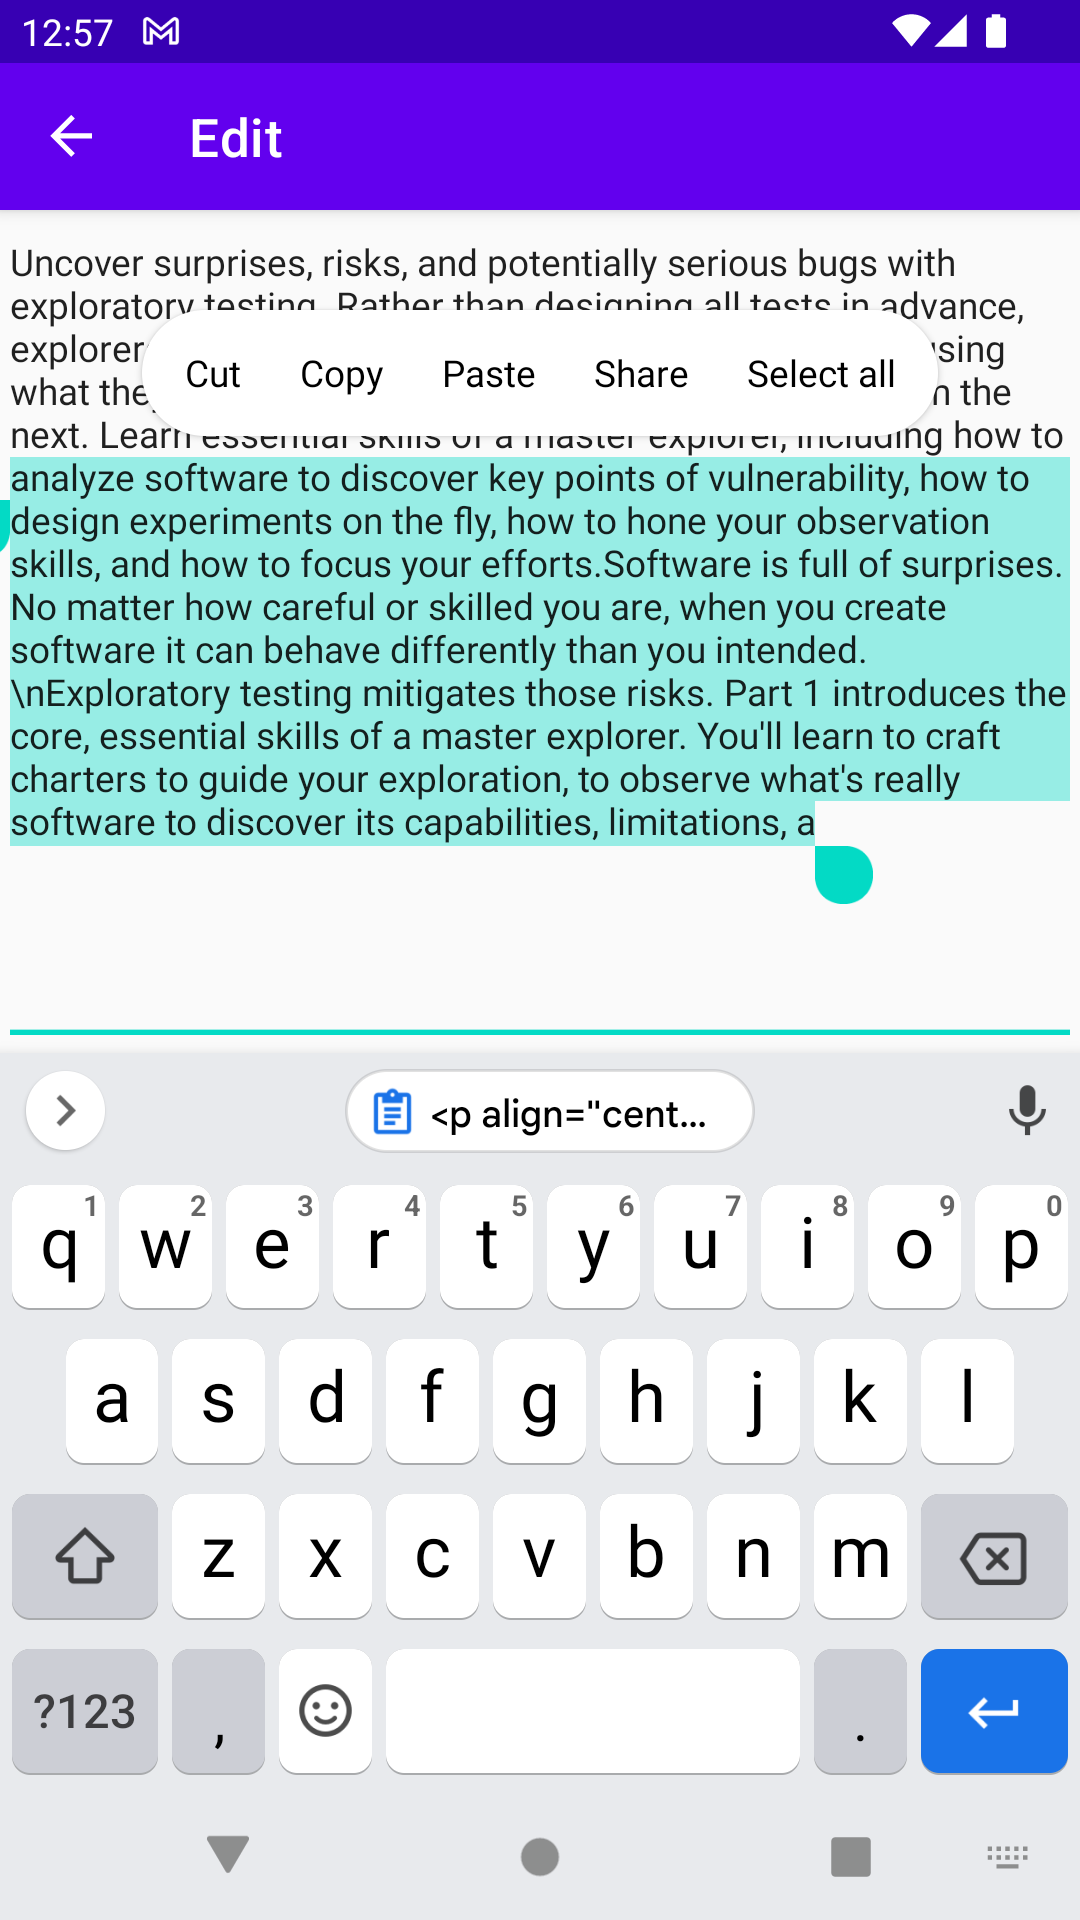 12:57
Edit
Uncover surprises, risks, and potentially serious bugs with
exploratory testing. Rather than designing all tests in advance,
explorer sing
what the the
next. Learn essential skills of a master explorer, including how to
Cut Copy Paste Share Select all
analyze software to discover key points of vulnerability, how to
design experiments on the fly, how to hone your observation
skills, and how to focus your efforts.Software is full of surprises.
No matter how careful or skilled you are, when you create
software it can behave differently than you intended.
\nExploratory testing mitigates those risks. Part 1 introduces the
core, essential skills of a master explorer. You'll learn to craft
charters to guide your exploration, to observe what's really
software to discover its capabilities, limitations, a
<p align="cent...
1 2 3 4 5 6 7 8 9 0
q w e r t y u i o p
a s d f g h j k l
z x c v b n m
?123 , .